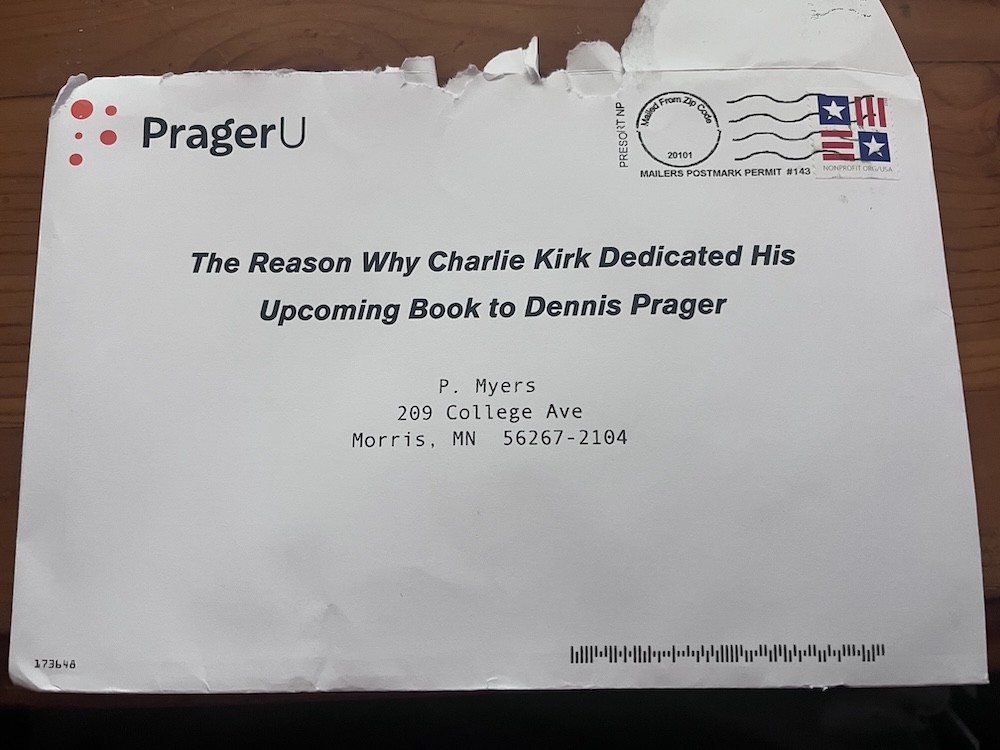 PragerU
PRESORT NP
Mailed From Zip Code
20101
MAILERS POSTMARK PERMIT #143
NONPROFIT ORG/USA
The Reason Why Charlie Kirk Dedicated His
Upcoming Book to Dennis Prager
P. Myers
209 College Ave
Morris, MN 56267-2104
173648